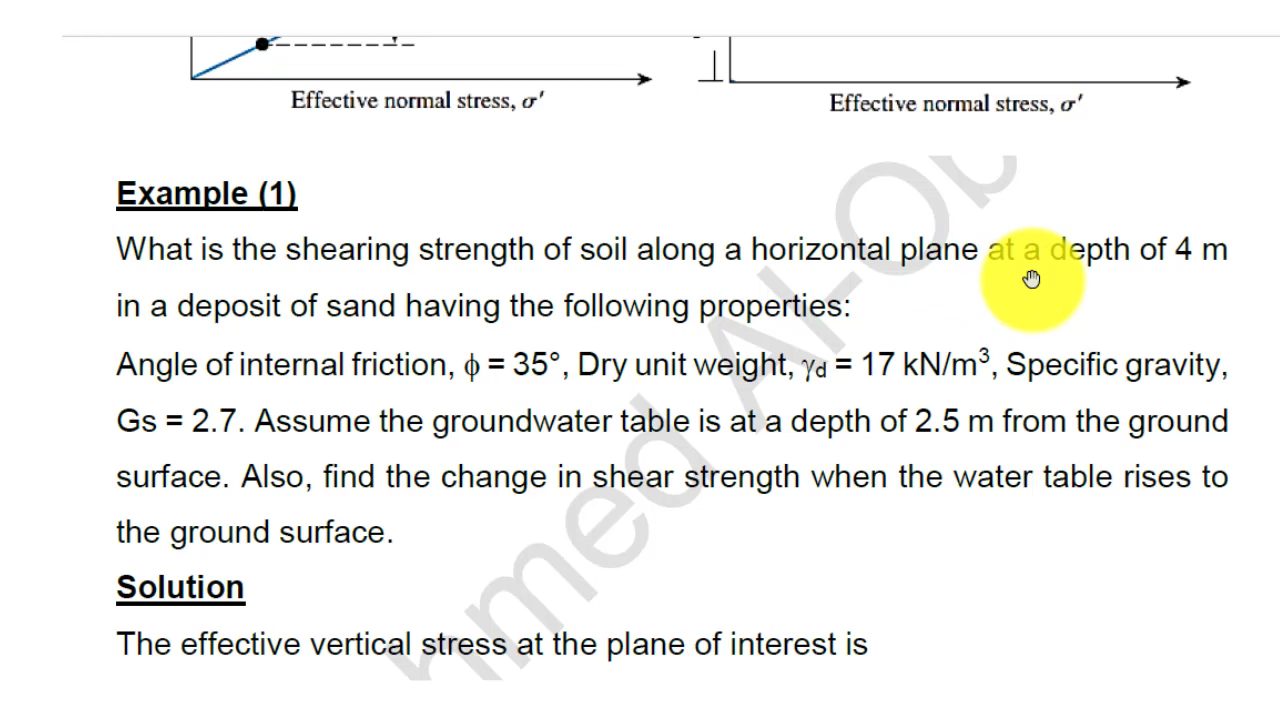 Effective normal stress, σ′
Effective normal stress, σ′
Example (1)
What is the shearing strength of soil along a horizontal plane at a depth of 4 m
in a deposit of sand having the following properties:
Angle of internal friction, ϕ = 35°, Dry unit weight, γd = 17 kN/m³, Specific gravity,
Gs = 2.7. Assume the groundwater table is at a depth of 2.5 m from the ground
surface. Also, find the change in shear strength when the water table rises to
the ground surface.
Solution
The effective vertical stress at the plane of interest is